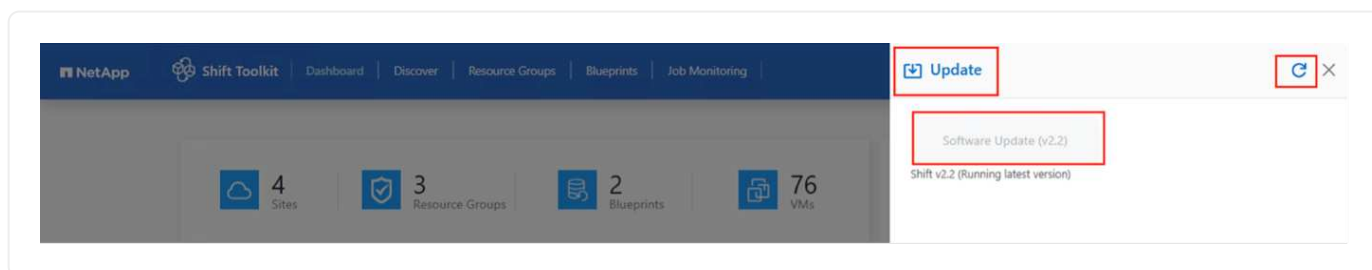 NetApp Shift Toolkit Dashboard Discover Resource Groups Blueprints Job Monitoring
Update
Software Update (v2.2)
Shift v2.2 (Running latest version)
4
Sites
3
Resource Groups
2
Blueprints
76
VMs